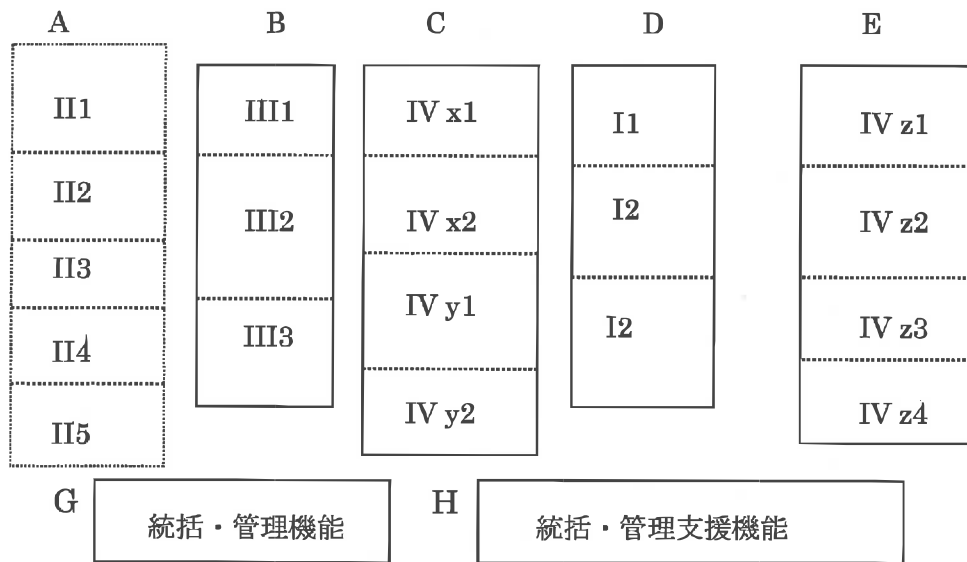 A B C D E
II1 III1 IV x1 I1 IV z1
II2 III2 IV x2 I2 IV z2
II3 IV y1 I2 IV z3
II4 III3
II5 IV y2 IV z4
G 統括・管理機能 H 統括・管理支援機能